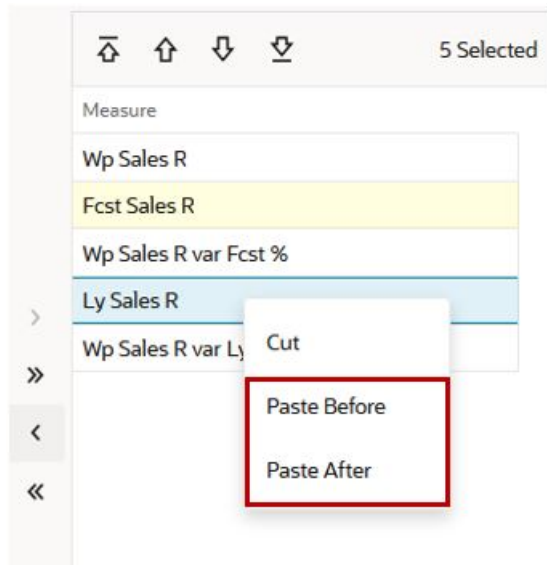 5 Selected
Measure
Wp Sales R
Fcst Sales R
Wp Sales R var Fcst %
Ly Sales R
Wp Sales R var Ly
Cut
Paste Before
Paste After